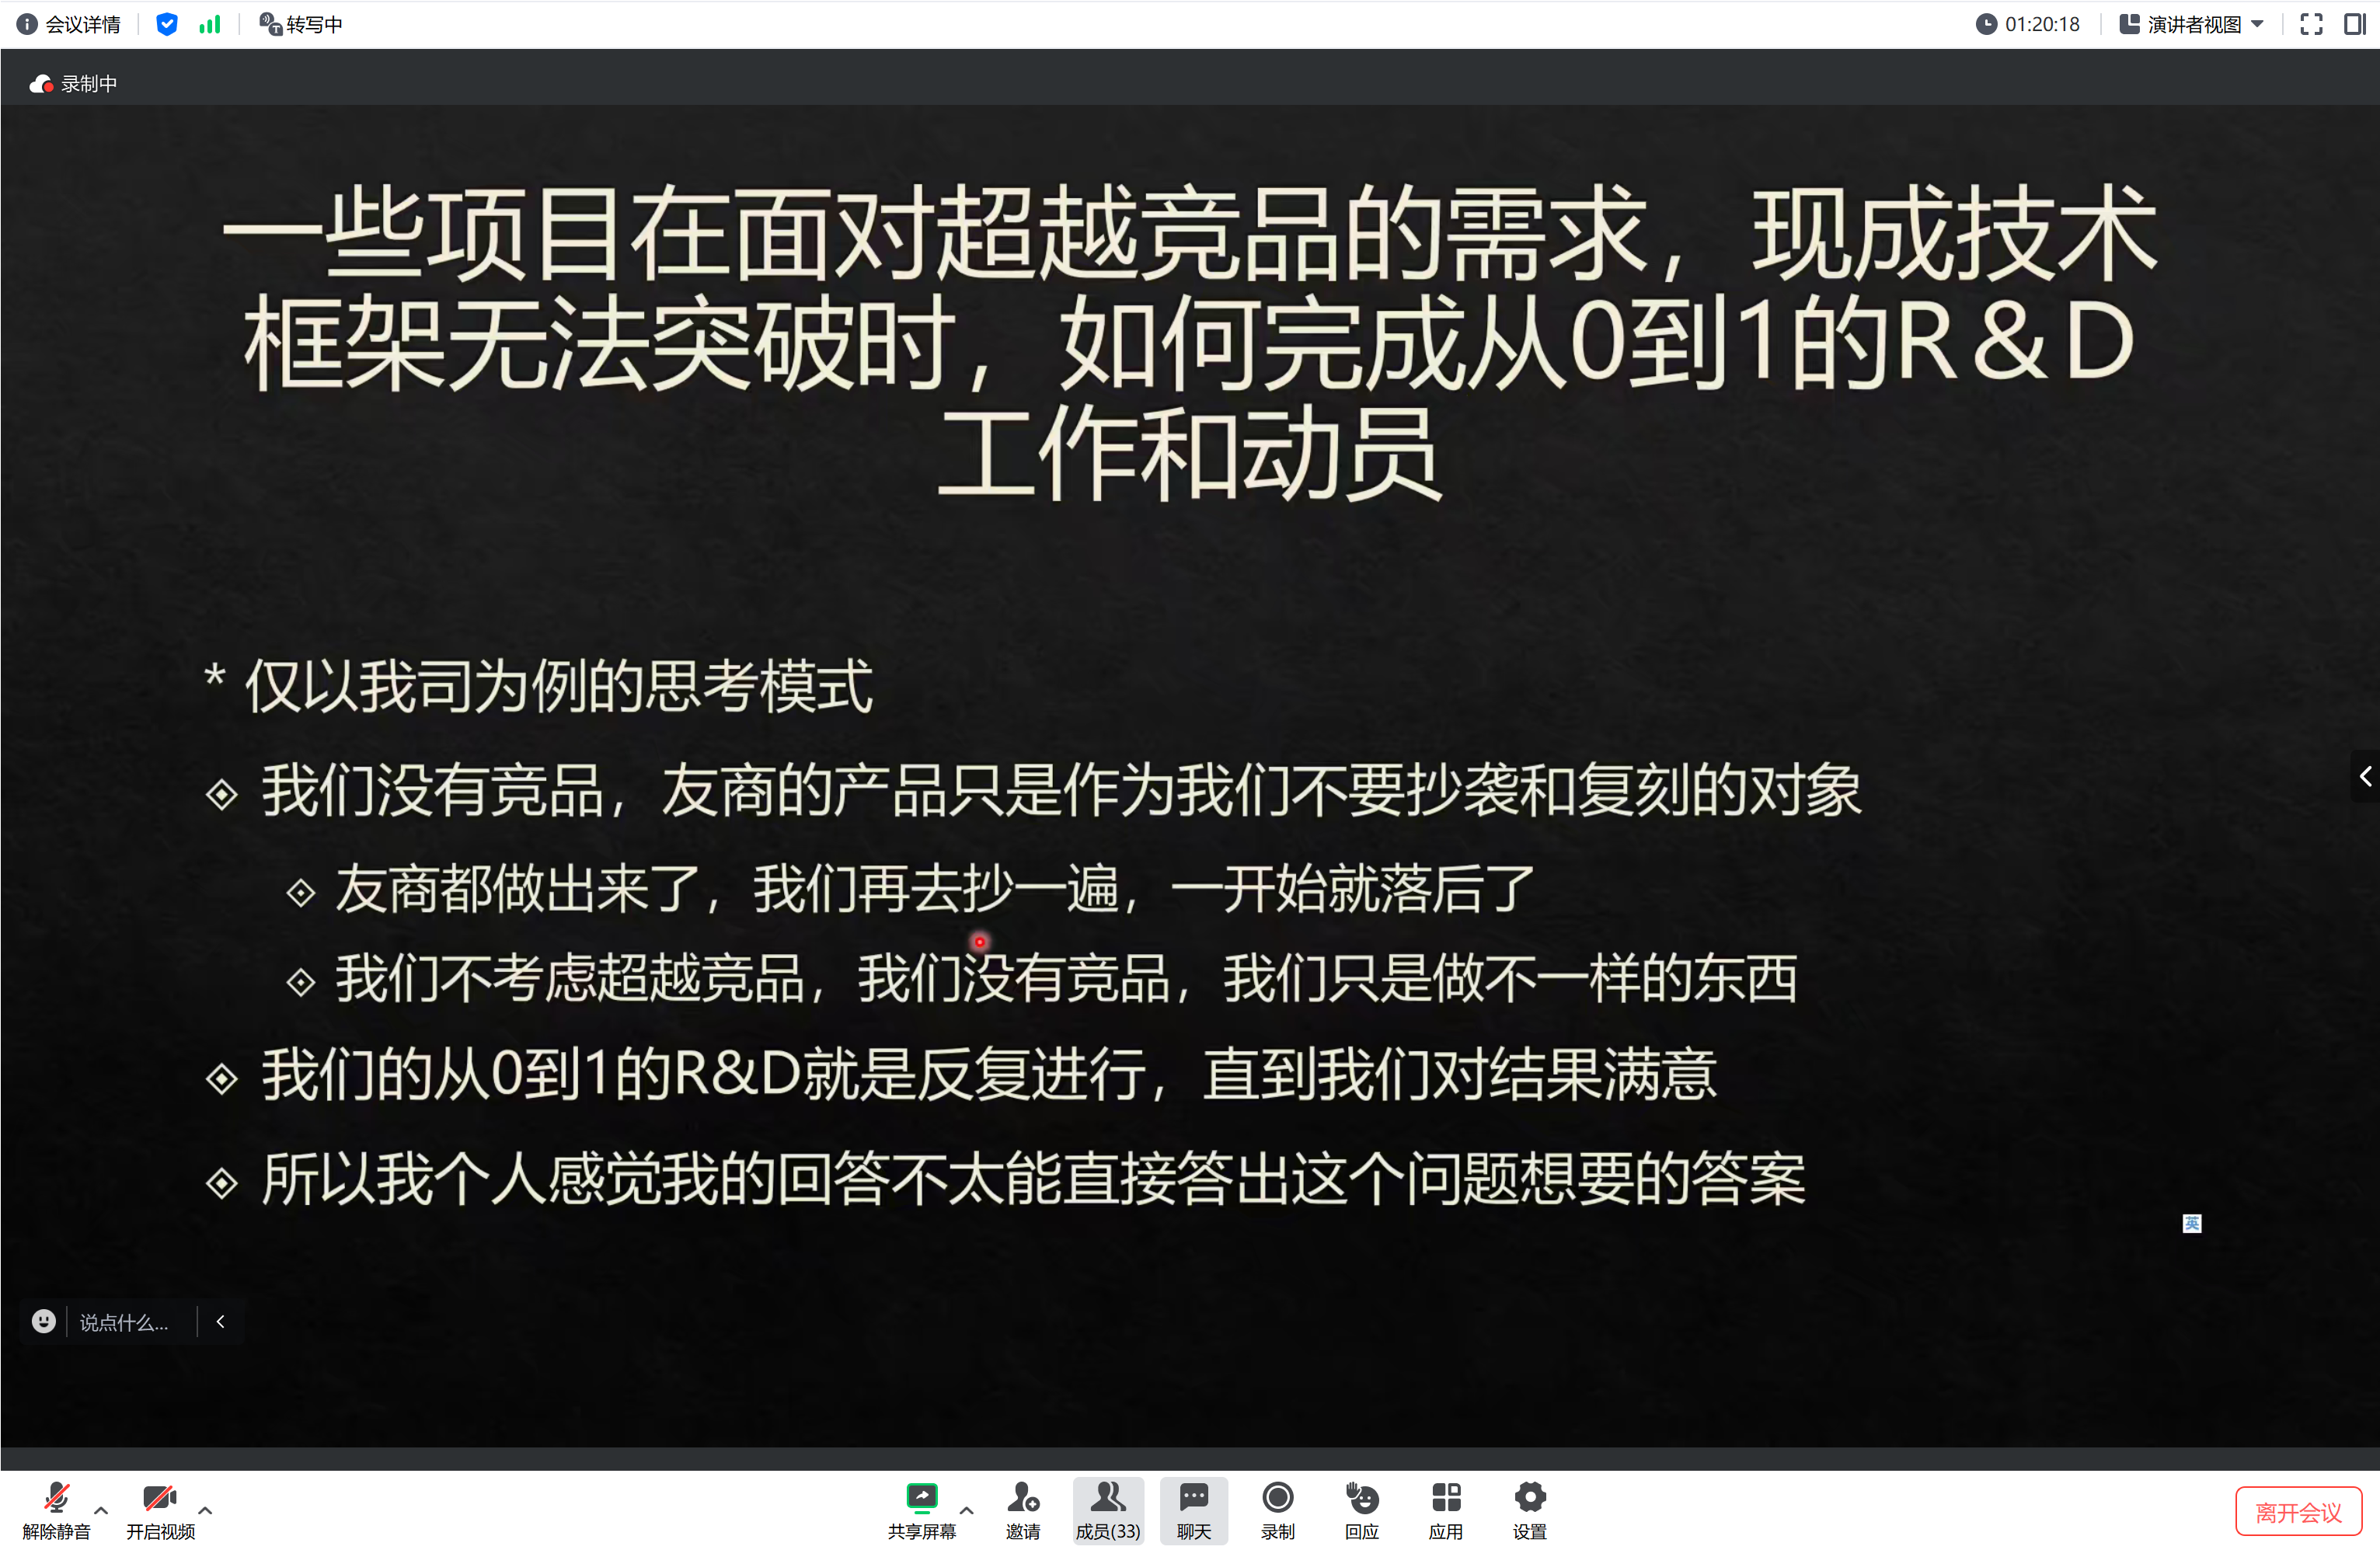 会议详情
转写中
01:20:18
演讲者视图
录制中
一些项目在面对超越竞品的需求，现成技术
框架无法突破时，如何完成从0到1的R&D
工作和动员
* 仅以我司为例的思考模式
我们没有竞品，友商的产品只是作为我们不要抄袭和复刻的对象
友商都做出来了，我们再去抄一遍，一开始就落后了
我们不考虑超越竞品，我们没有竞品，我们只是做不一样的东西
我们的从0到1的R&D就是反复进行，直到我们对结果满意
所以我个人感觉我的回答不太能直接答出这个问题想要的答案
英
说点什么...
解除静音
开启视频
共享屏幕
邀请
成员(33)
聊天
录制
回应
应用
设置
离开会议